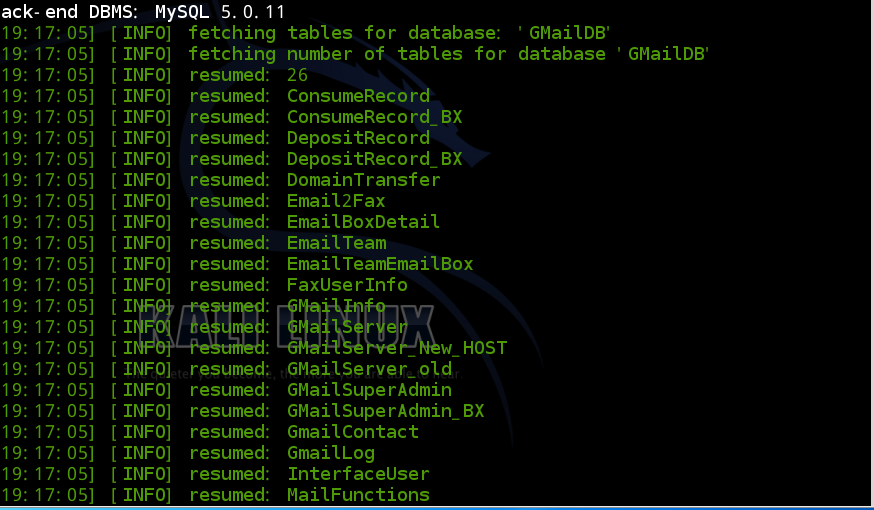 ack-end DBMS: MySQL 5.0.11
19:17:05] [INFO] fetching tables for database: 'GMailDB'
19:17:05] [INFO] fetching number of tables for database 'GMailDB'
19:17:05] [INFO] resumed: 26
19:17:05] [INFO] resumed: ConsumeRecord
19:17:05] [INFO] resumed: ConsumeRecord_BX
19:17:05] [INFO] resumed: DepositRecord
19:17:05] [INFO] resumed: DepositRecord_BX
19:17:05] [INFO] resumed: DomainTransfer
19:17:05] [INFO] resumed: Email2Fax
19:17:05] [INFO] resumed: EmailBoxDetail
19:17:05] [INFO] resumed: EmailTeam
19:17:05] [INFO] resumed: EmailTeamEmailBox
19:17:05] [INFO] resumed: FaxUserInfo
19:17:05] [INFO] resumed: GMailInfo
19:17:05] [INFO] resumed: GMailServer
19:17:05] [INFO] resumed: GMailServer_New_HOST
19:17:05] [INFO] resumed: GMailServer_old
19:17:05] [INFO] resumed: GMailSuperAdmin
19:17:05] [INFO] resumed: GMailSuperAdmin_BX
19:17:05] [INFO] resumed: GmailContact
19:17:05] [INFO] resumed: GmailLog
19:17:05] [INFO] resumed: InterfaceUser
19:17:05] [INFO] resumed: MailFunctions
KALI LINUX